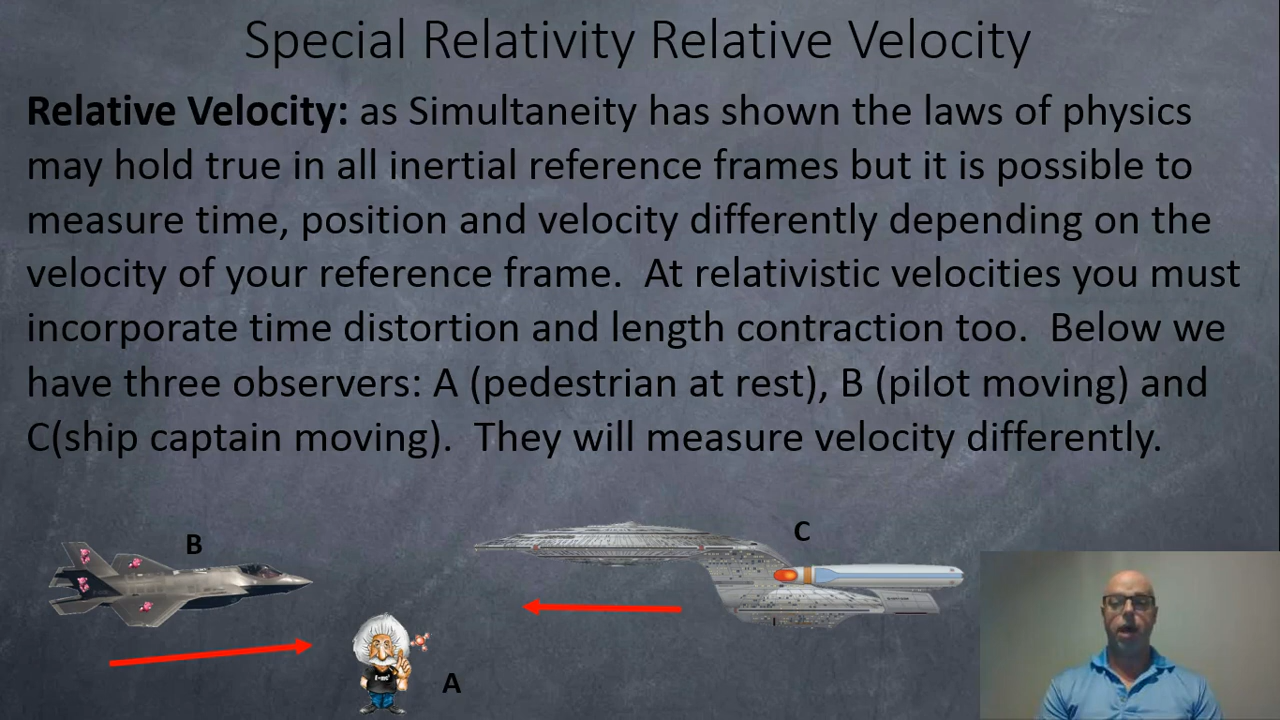 Special Relativity Relative Velocity
Relative Velocity: as Simultaneity has shown the laws of physics
may hold true in all inertial reference frames but it is possible to
measure time, position and velocity differently depending on the
velocity of your reference frame.  At relativistic velocities you must
incorporate time distortion and length contraction too.  Below we
have three observers: A (pedestrian at rest), B (pilot moving) and
C(ship captain moving).  They will measure velocity differently.
B
C
A